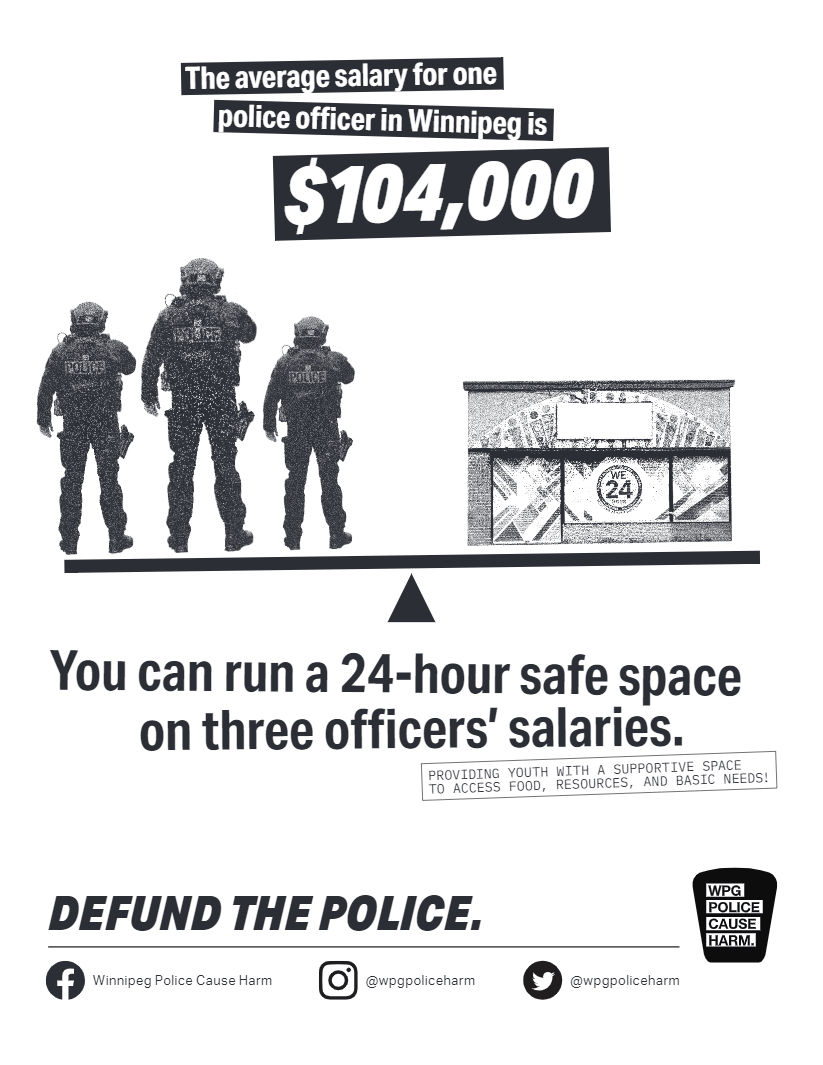 The average salary for one
police officer in Winnipeg is
$104,000
POLICE
POLICE
POLICE
WE
24
You can run a 24-hour safe space
on three officers’ salaries.
PROVIDING YOUTH WITH A SUPPORTIVE SPACE
TO ACCESS FOOD, RESOURCES, AND BASIC NEEDS!
DEFUND THE POLICE.
WPG
POLICE
CAUSE
HARM.
Winnipeg Police Cause Harm
@wpgpoliceharm
@wpgpoliceharm